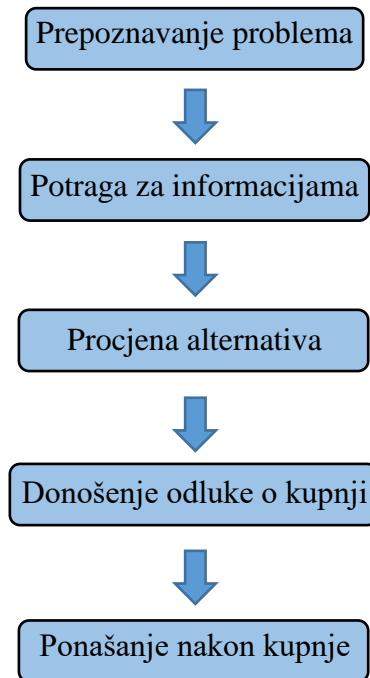 Prepoznavanje problema
Potraga za informacijama
Procjena alternativa
Donošenje odluke o kupnji
Ponašanje nakon kupnje